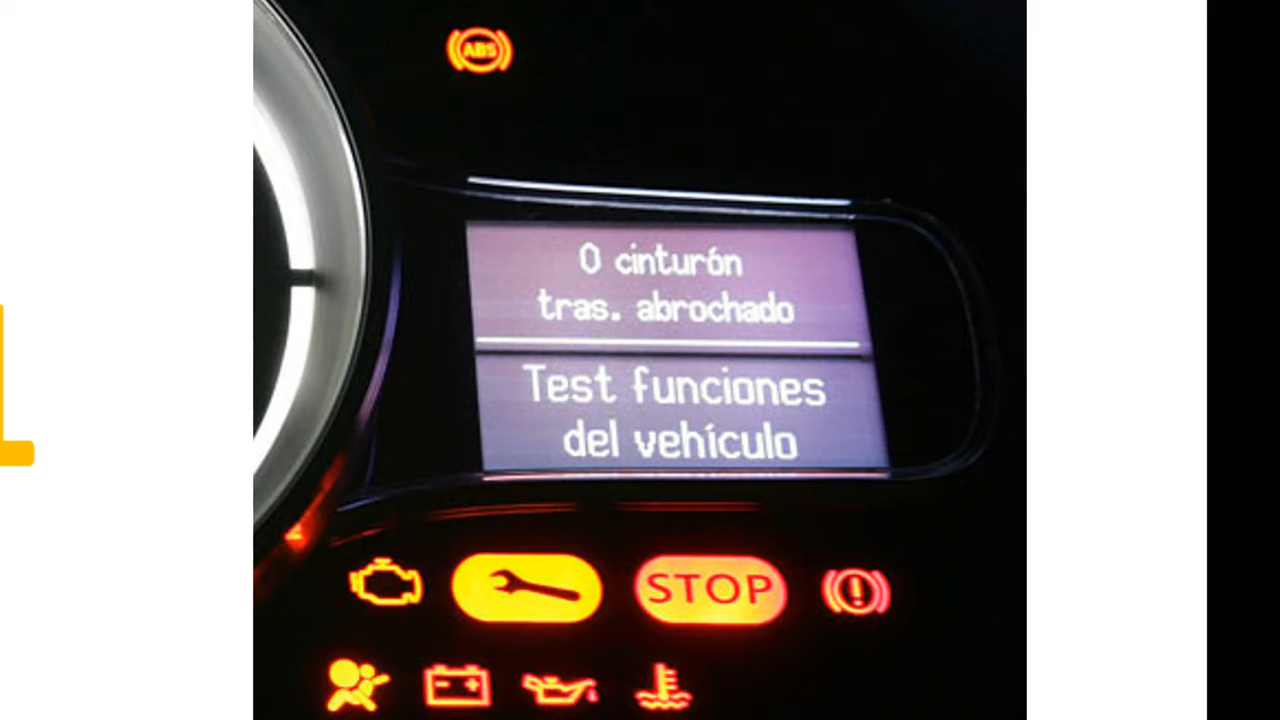 ABS
0 cinturón
tras. abrochado
Test funciones
del vehículo
STOP